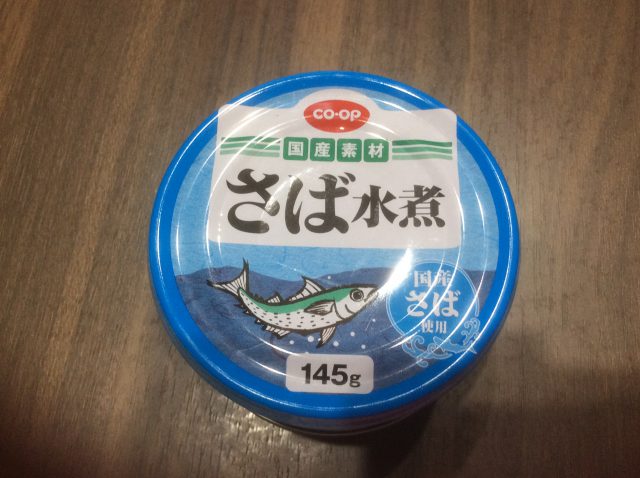 CO·OP
国産素材
さば水煮
国産
さば
使用
145g